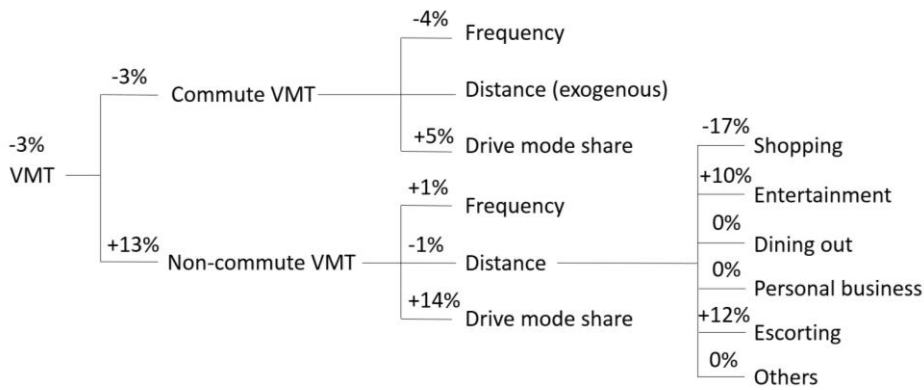 -3%
VMT
-3%
Commute VMT
-4%
Frequency
Distance (exogenous)
+5%
Drive mode share
+13%
Non-commute VMT
+1%
Frequency
-1%
Distance
+14%
Drive mode share
-17%
Shopping
+10%
Entertainment
0%
Dining out
0%
Personal business
+12%
Escorting
0%
Others